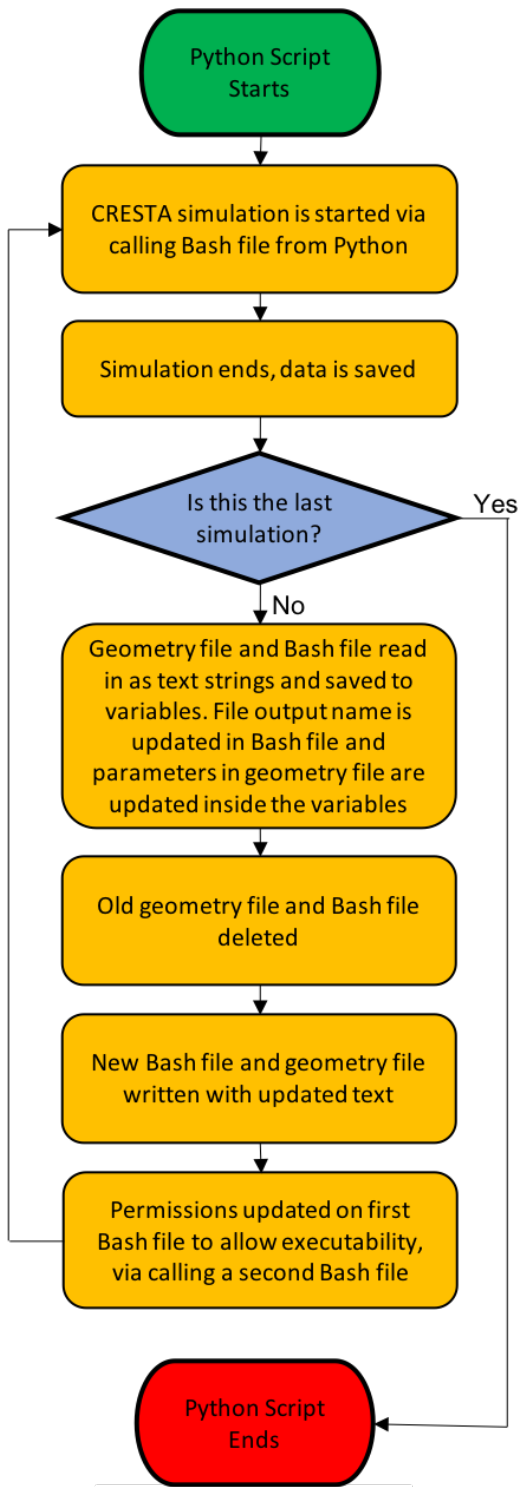 Python Script
Starts
CRESTA simulation is started via
calling Bash file from Python
Simulation ends, data is saved
Is this the last
simulation?
Yes
No
Geometry file and Bash file read
in as text strings and saved to
variables. File output name is
updated in Bash file and
parameters in geometry file are
updated inside the variables
Old geometry file and Bash file
deleted
New Bash file and geometry file
written with updated text
Permissions updated on first
Bash file to allow executability,
via calling a second Bash file
Python Script
Ends